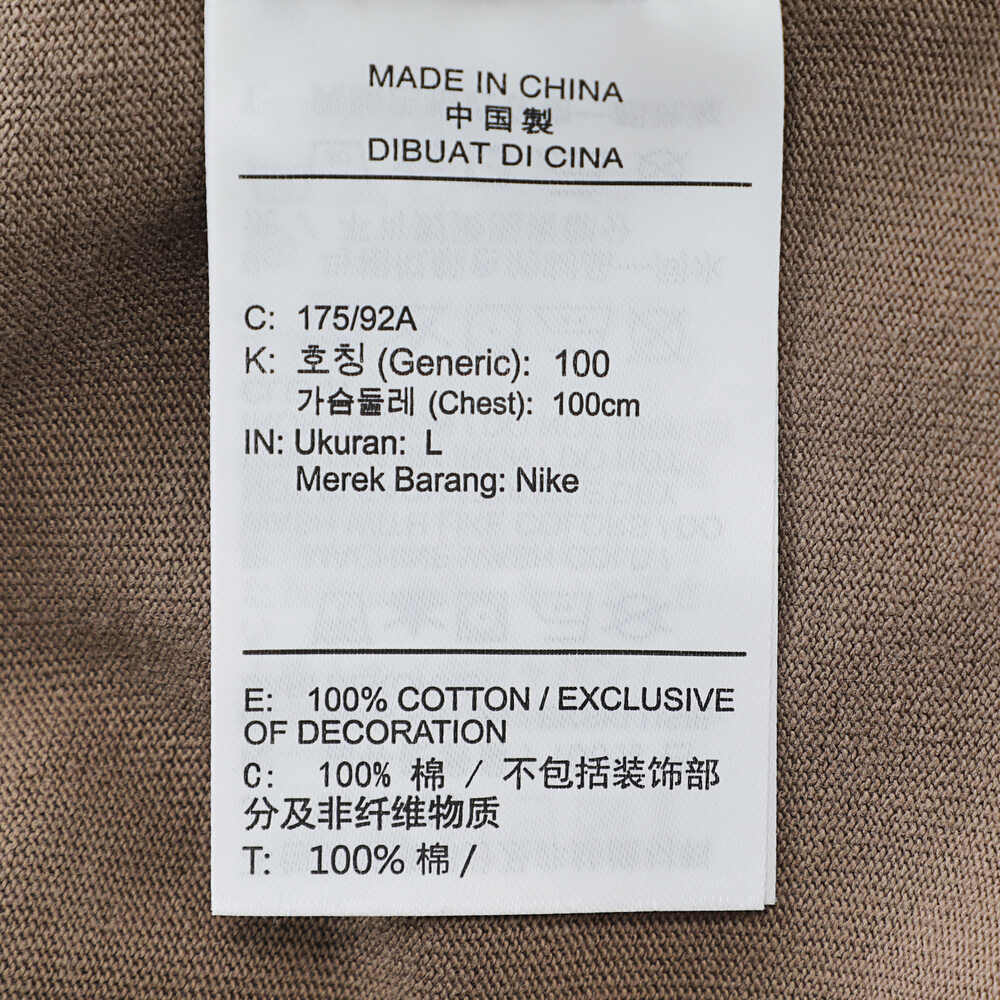 MADE IN CHINA
中国製
DIBUAT DI CINA
C: 175/92A
K: 호칭 (Generic): 100
가슴둘레 (Chest): 100cm
IN: Ukuran: L
Merek Barang: Nike
E: 100% COTTON / EXCLUSIVE
OF DECORATION
C: 100% 棉 / 不包括装饰部
分及非纤维物质
T: 100% 棉 /